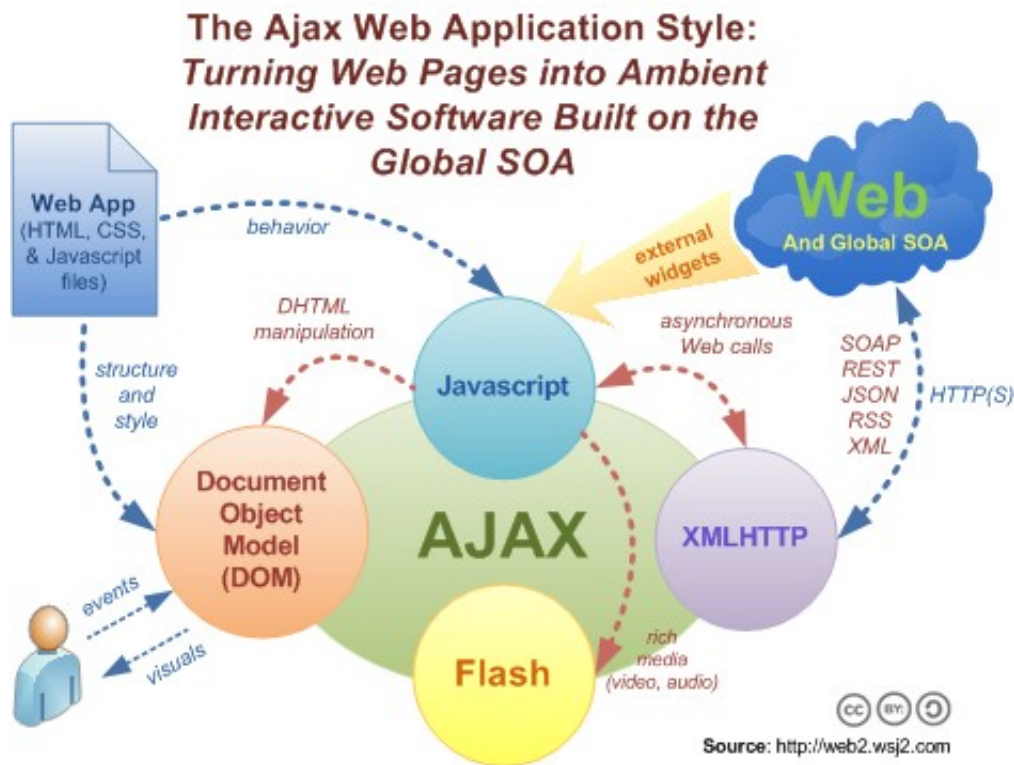 The Ajax Web Application Style:
Turning Web Pages into Ambient
Interactive Software Built on the
Global SOA
Web App
(HTML, CSS,
& Javascript
files)
behavior
external
widgets
Web
And Global SOA
DHTML
manipulation
asynchronous
Web calls
SOAP
REST
JSON
RSS
XML
HTTP(S)
structure
and
style
Javascript
Document
Object
Model
(DOM)
AJAX
XMLHTTP
events
visuals
Flash
rich
media
(video, audio)
cc BY:
Source: http://web2.wsj2.com